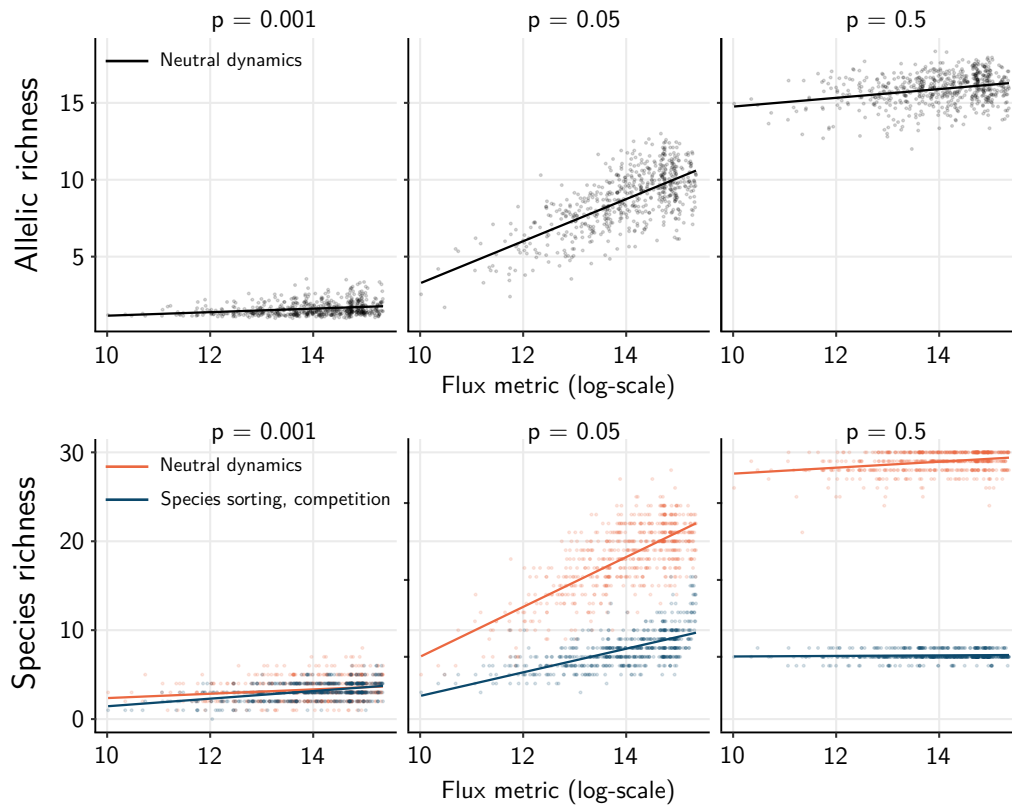 p = 0.001 p = 0.05 p = 0.5
Neutral dynamics
Allelic richness
15
10
5
10 12 14 10 12 14 10 12 14
Flux metric (log-scale)
p = 0.001 p = 0.05 p = 0.5
Neutral dynamics
Species sorting, competition
Species richness
30
20
10
0
10 12 14 10 12 14 10 12 14
Flux metric (log-scale)